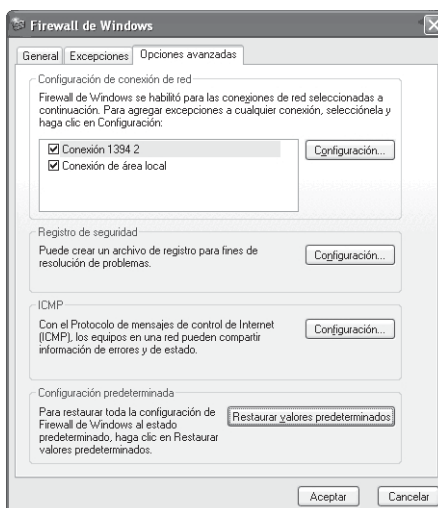 Firewall de Windows
General Excepciones Opciones avanzadas
Configuración de conexión de red
Firewall de Windows se habilitó para las conexiones de red seleccionadas a
continuación. Para agregar excepciones a cualquier conexión, selecciónela y
haga clic en Configuración:
Conexión 1394 2
Conexión de área local
Configuración...
Registro de seguridad
Puede crear un archivo de registro para fines de
resolución de problemas.
Configuración...
ICMP
Con el Protocolo de mensajes de control de Internet
(ICMP), los equipos en una red pueden compartir
información de errores y de estado.
Configuración...
Configuración predeterminada
Para restaurar toda la configuración de
Firewall de Windows al estado
predeterminado, haga clic en Restaurar
valores predeterminados.
Restaurar valores predeterminados
Aceptar Cancelar